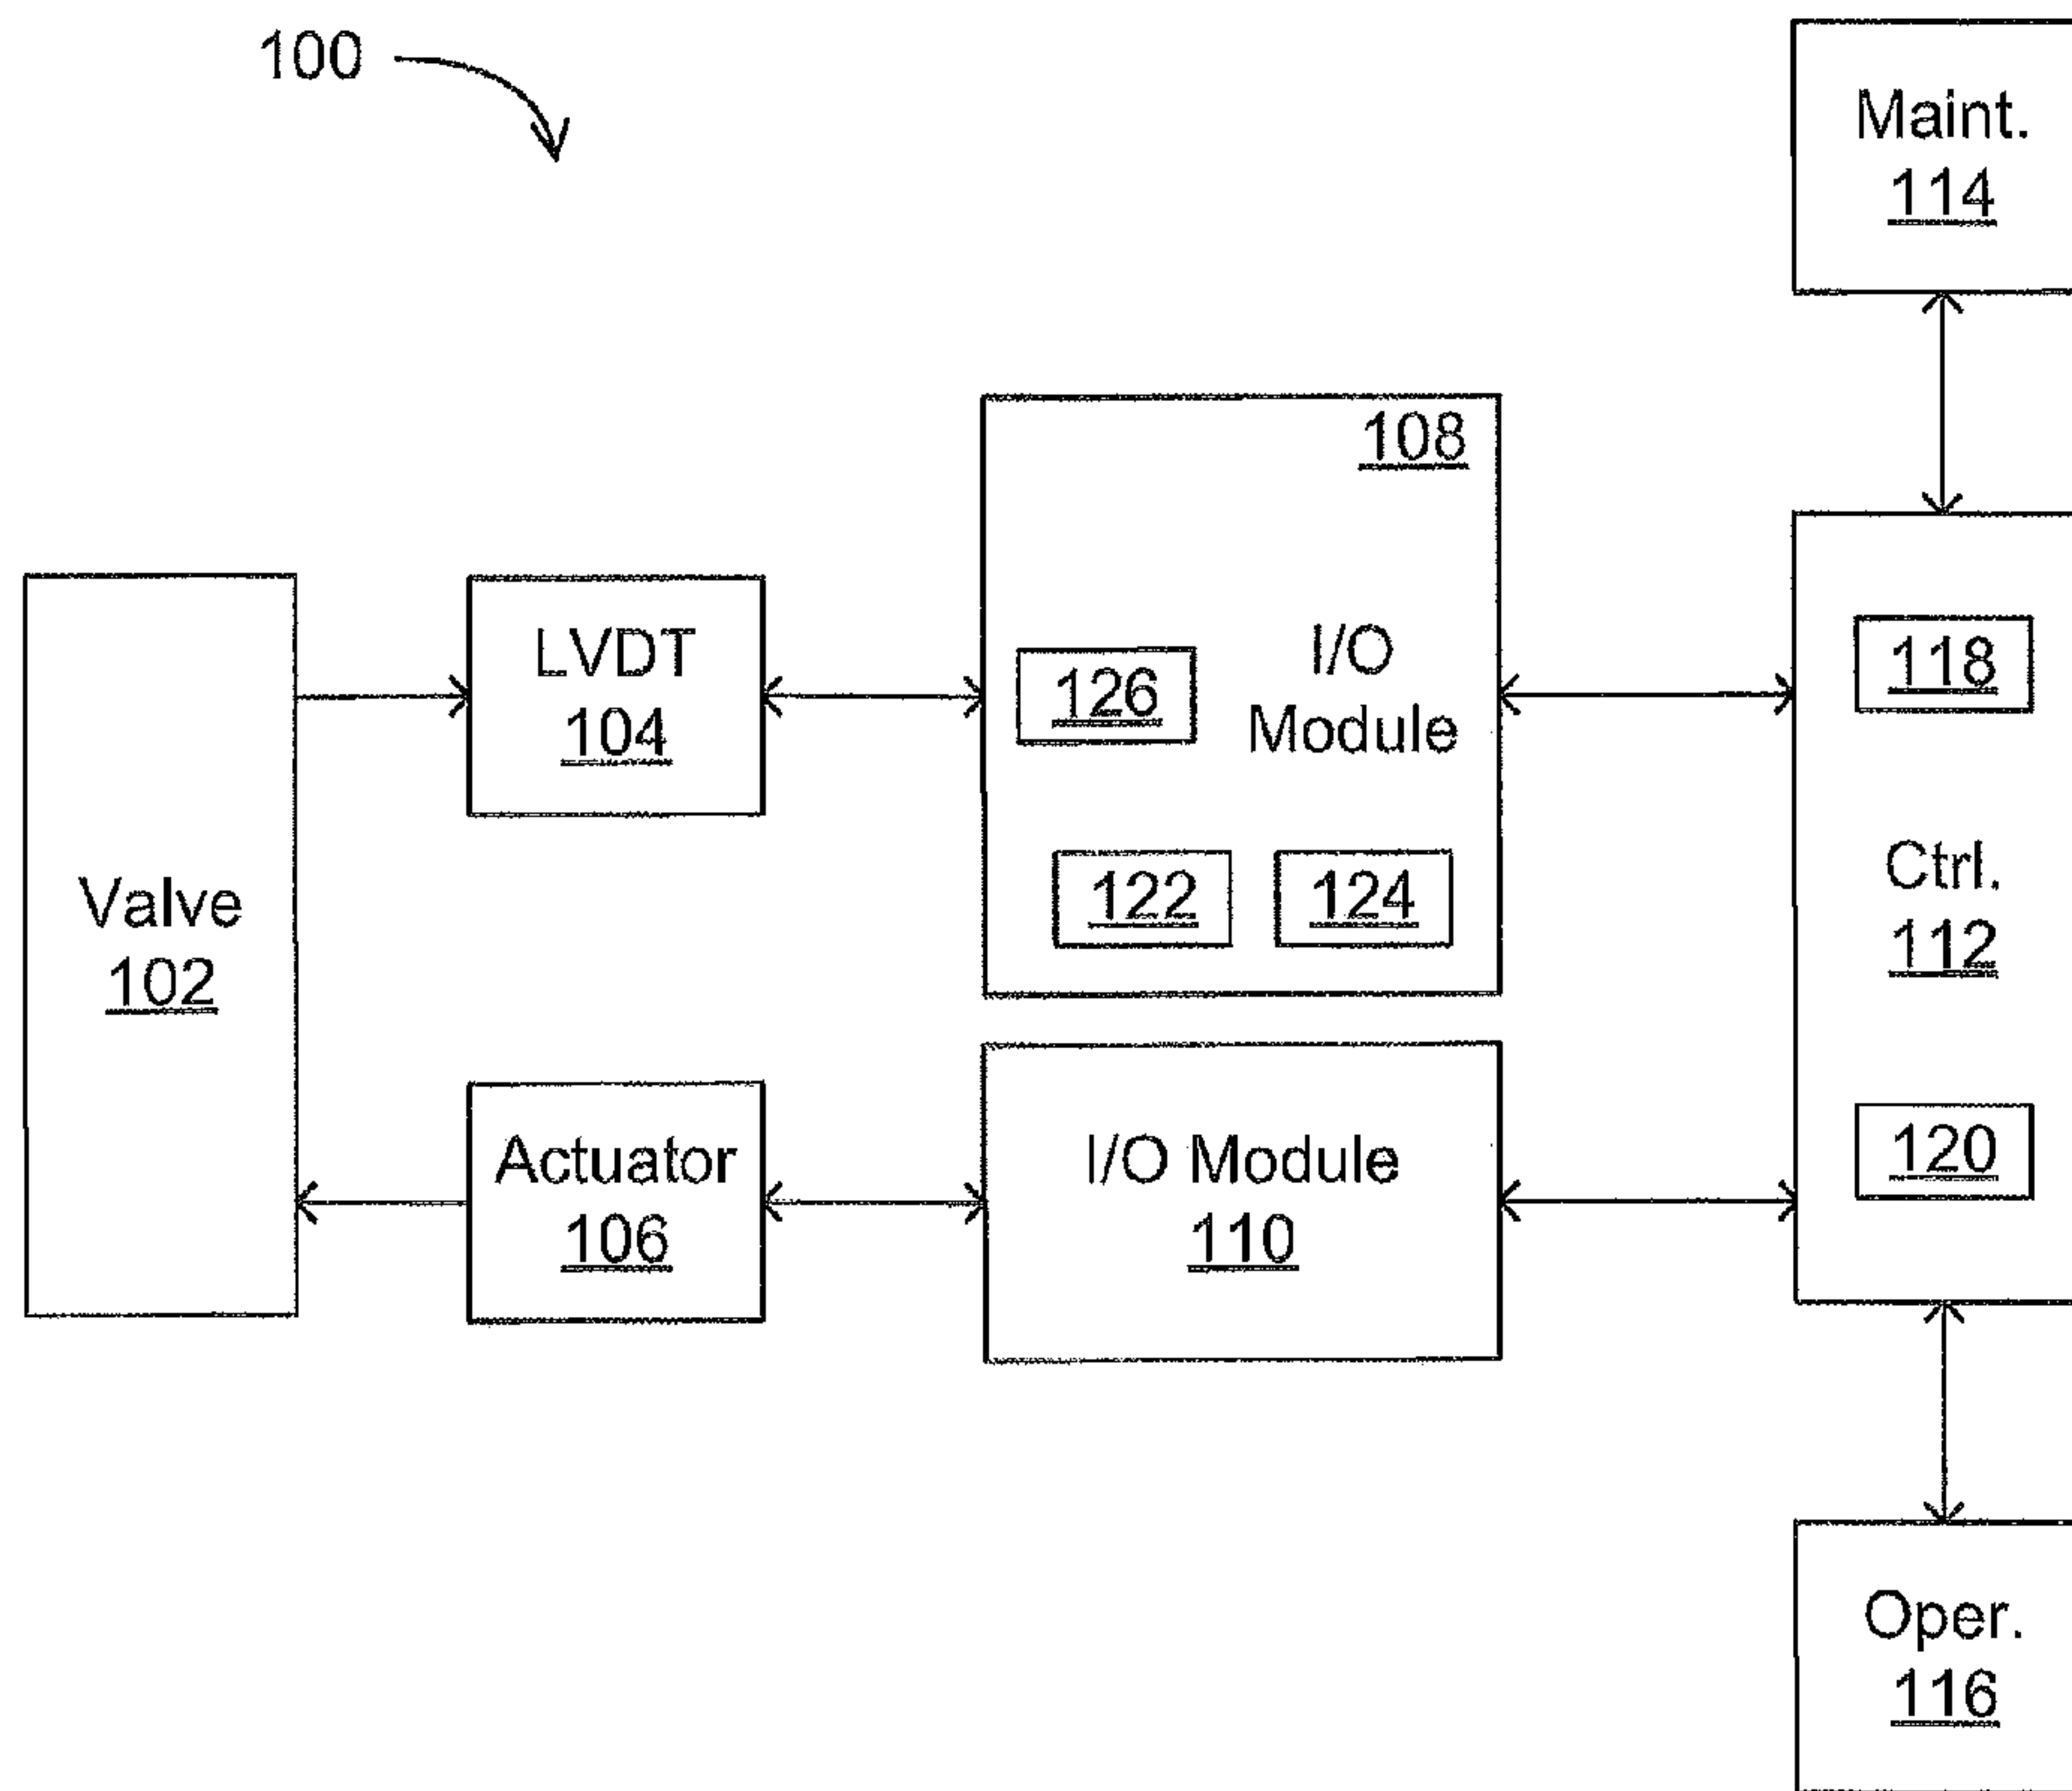 100
Maint.
114
108
LVDT
104
126
I/O
Module
118
Valve
102
122
124
Ctrl.
112
Actuator
106
I/O Module
110
120
Oper.
116